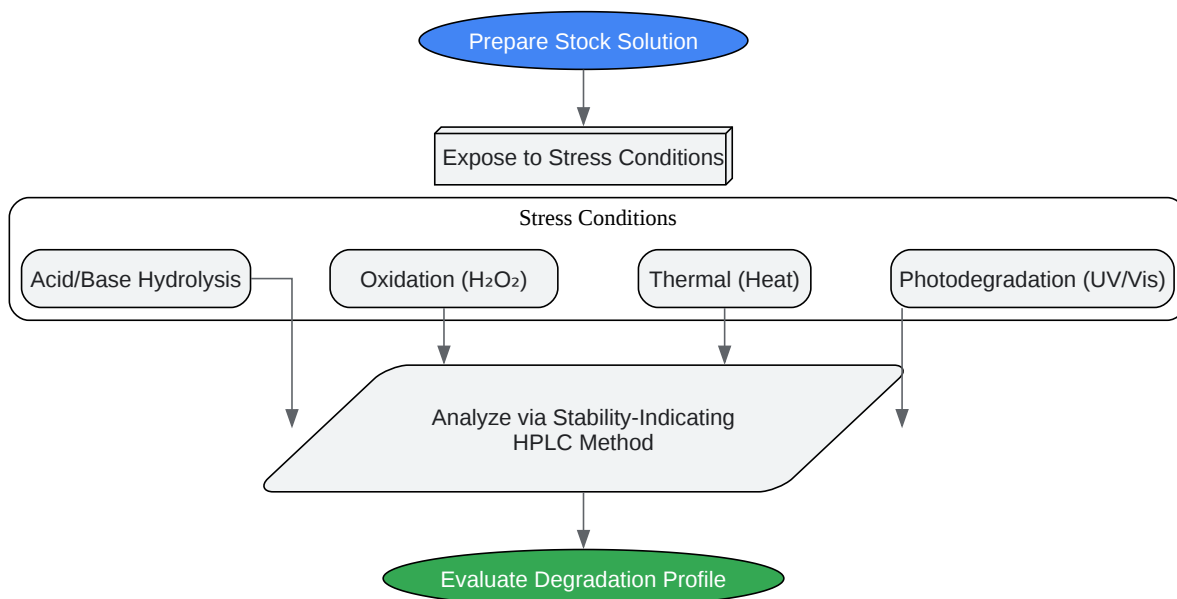 Prepare Stock Solution
Expose to Stress Conditions
Stress Conditions
Acid/Base Hydrolysis
Oxidation (H₂O₂)
Thermal (Heat)
Photodegradation (UV/Vis)
Analyze via Stability-Indicating
HPLC Method
Evaluate Degradation Profile